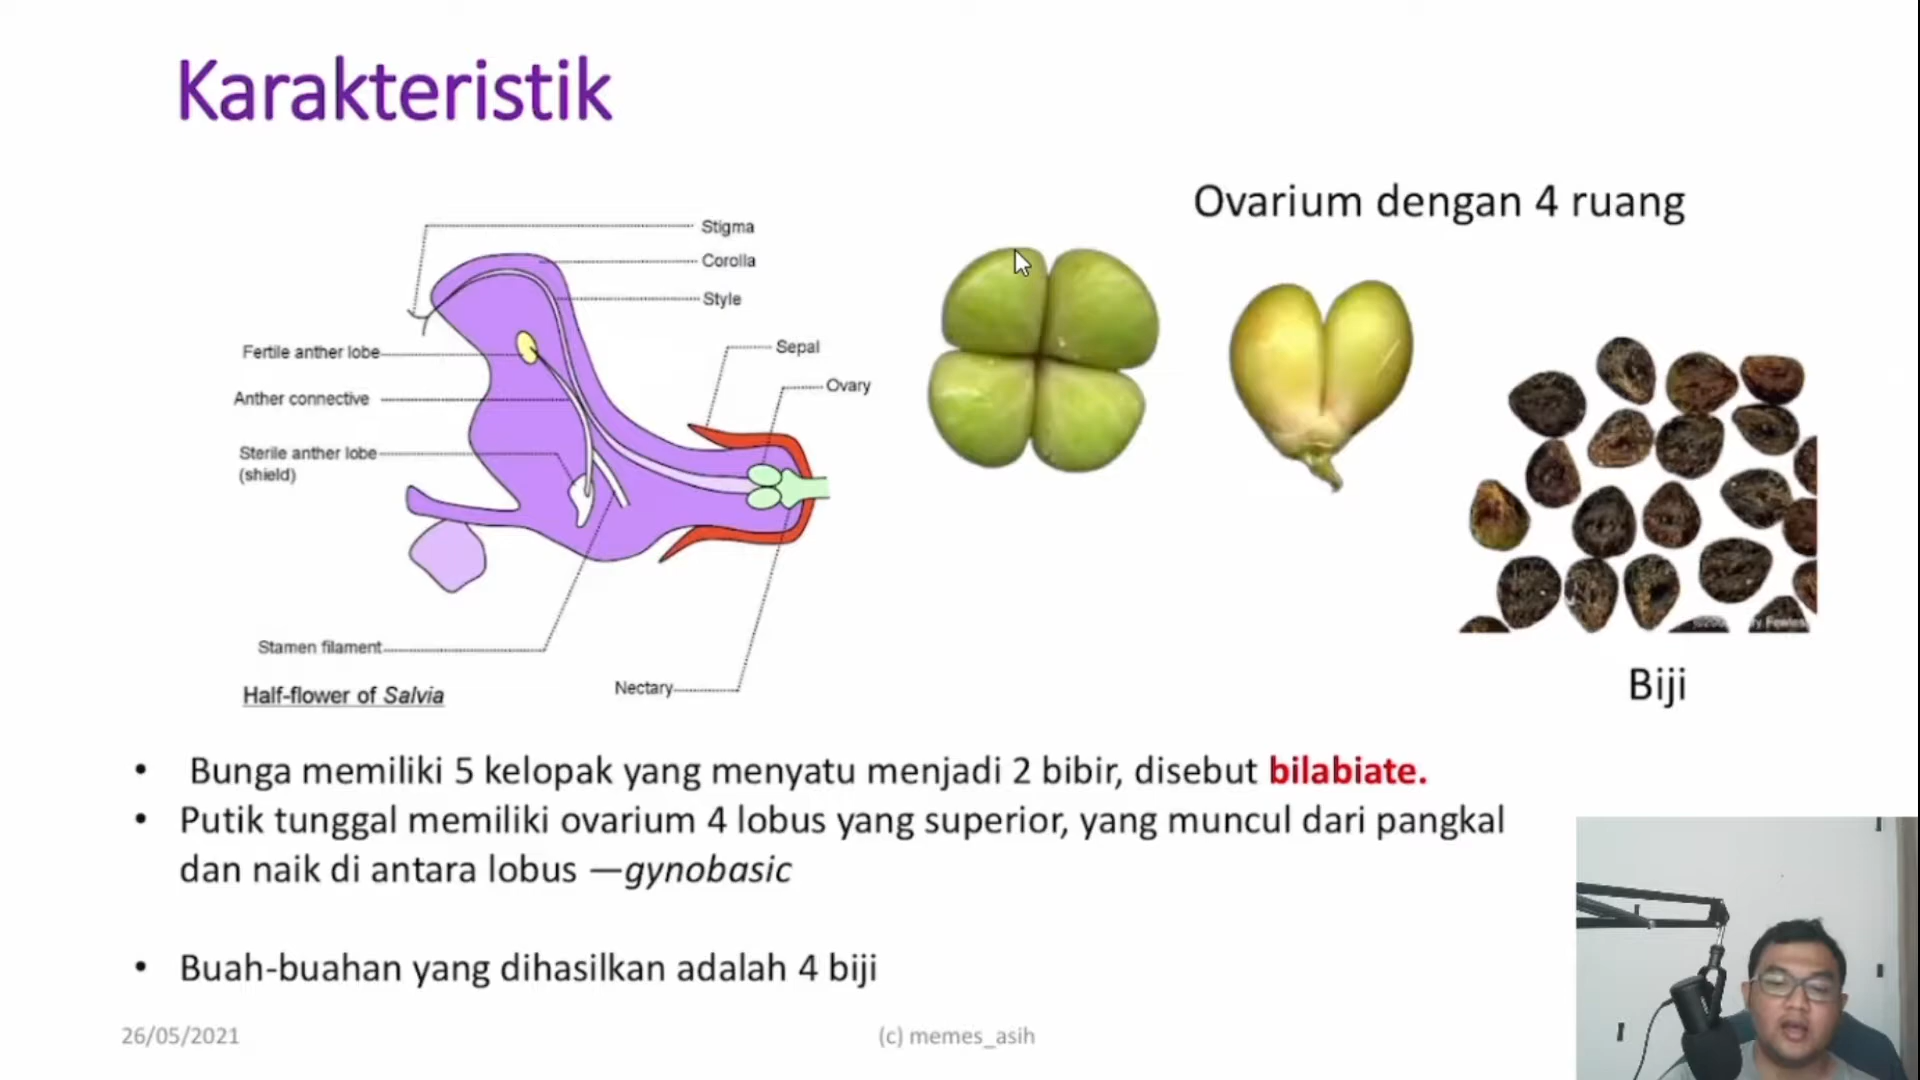 Karakteristik
Ovarium dengan 4 ruang
Stigma
Corolla
Style
Fertile anther lobe
Sepal
Ovary
Anther connective
Sterile anther lobe
(shield)
Stamen filament
Nectary
Half-flower of Salvia
Biji
• Bunga memiliki 5 kelopak yang menyatu menjadi 2 bibir, disebut bilabiate.
• Putik tunggal memiliki ovarium 4 lobus yang superior, yang muncul dari pangkal
dan naik di antara lobus —gynobasic
• Buah-buahan yang dihasilkan adalah 4 biji
26/05/2021
(c) memes_asih